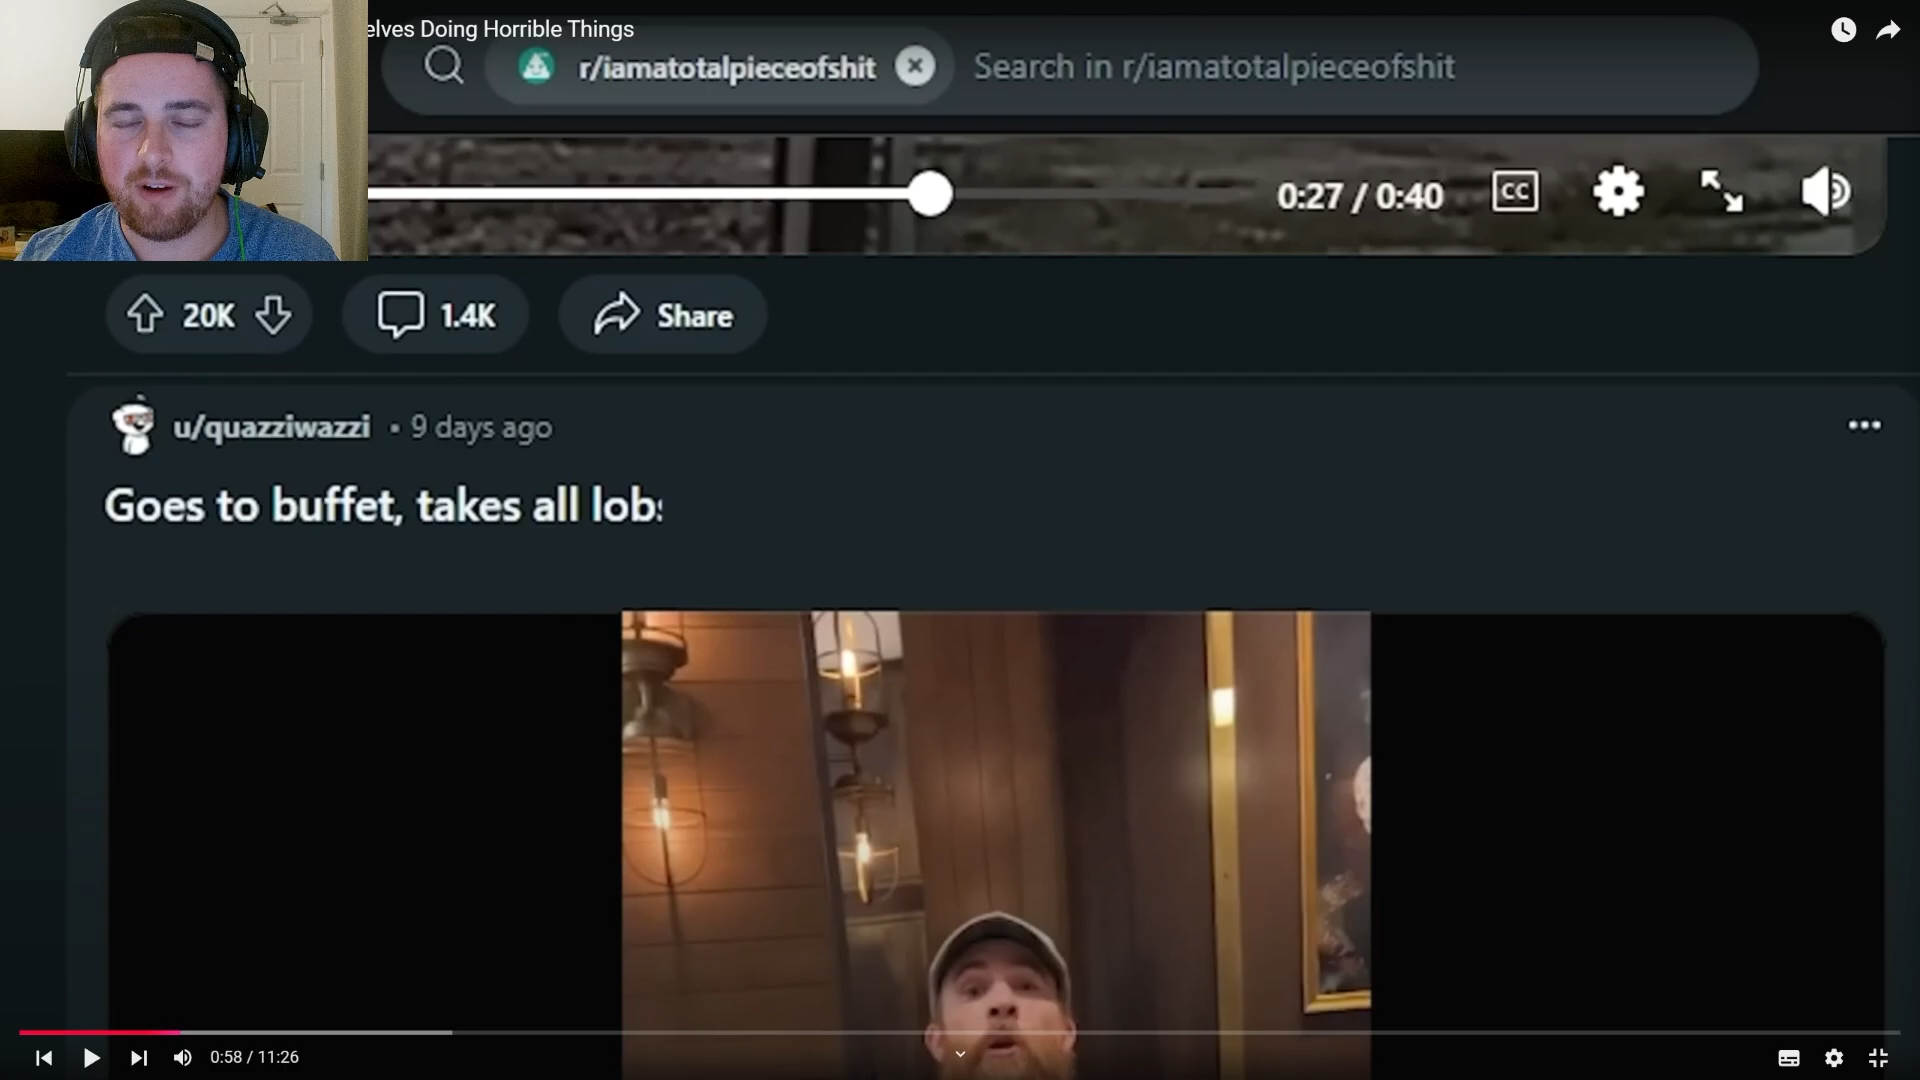 elves Doing Horrible Things
r/iamatotalpieceofshit
Search in r/iamatotalpieceofshit
0:27 / 0:40
CC
20K
1.4K
Share
u/quazziwazzi • 9 days ago
Goes to buffet, takes all lob
0:58 / 11:26